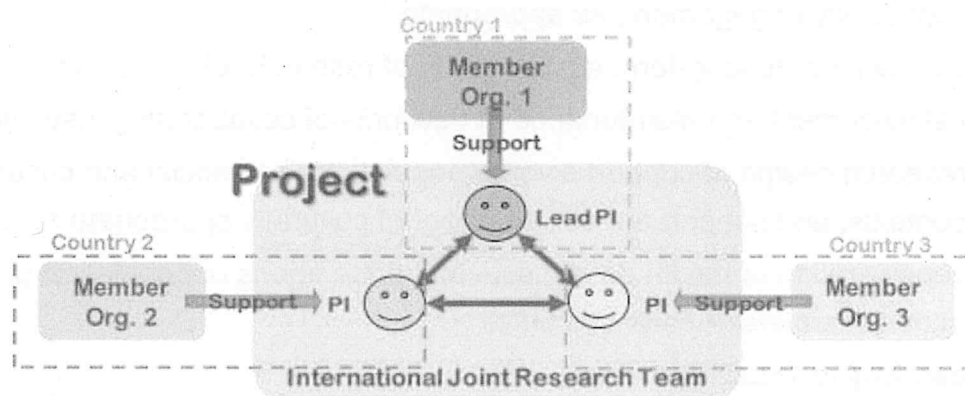 Country 1
Member
Org. 1
Support
Project
Lead PI
Country 2
Country 3
Member
Org. 2
Support
PI
PI
Support
Member
Org. 3
International Joint Research Team